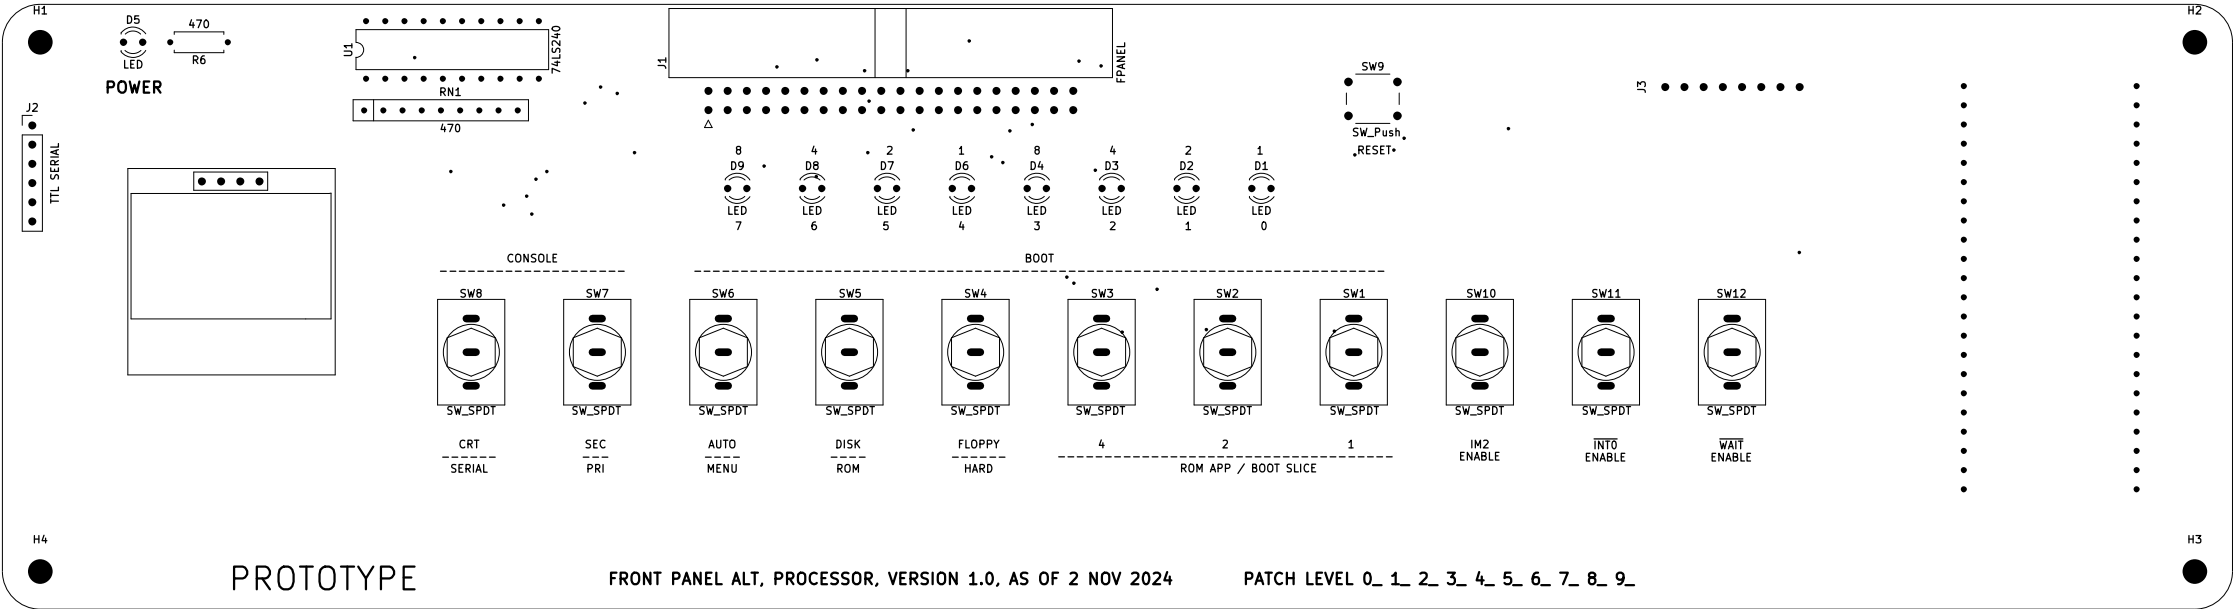 H1
H2
D5
470
LED
R6
POWER
U1
74LS240
RN1
470
J1
FPANEL
SW9
SW_Push
RESET
J3
J2
TTL SERIAL
8 4 2 1 8 4 2 1
D9 D8 D7 D6 D4 D3 D2 D1
LED LED LED LED LED LED LED LED
7 6 5 4 3 2 1 0
CONSOLE BOOT
SW8 SW7 SW6 SW5 SW4 SW3 SW2 SW1 SW10 SW11 SW12
SW_SPDT SW_SPDT SW_SPDT SW_SPDT SW_SPDT SW_SPDT SW_SPDT SW_SPDT SW_SPDT SW_SPDT SW_SPDT
CRT SEC AUTO DISK FLOPPY 4 2 1 IM2 INT0 WAIT
ENABLE ENABLE ENABLE
SERIAL PRI MENU ROM HARD ROM APP / BOOT SLICE
H4
H3
PROTOTYPE
FRONT PANEL ALT, PROCESSOR, VERSION 1.0, AS OF 2 NOV 2024
PATCH LEVEL 0_ 1_ 2_ 3_ 4_ 5_ 6_ 7_ 8_ 9_